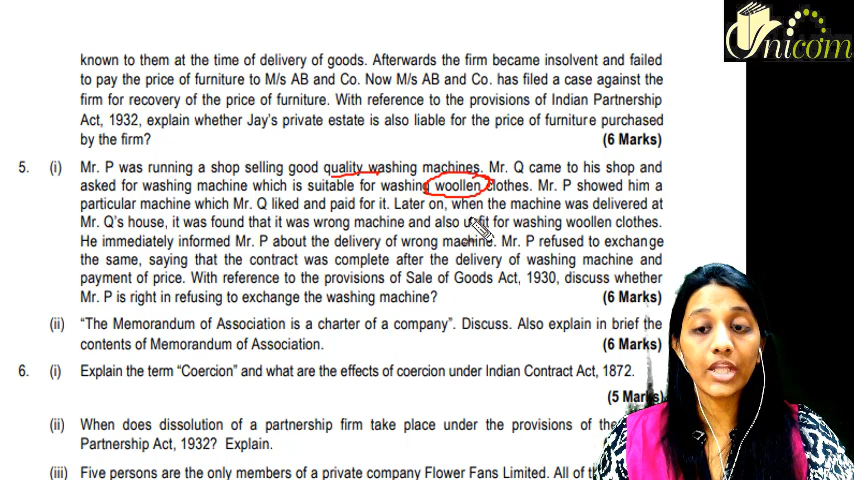 Unicom
known to them at the time of delivery of goods. Afterwards the firm became insolvent and failed
to pay the price of furniture to M/s AB and Co. Now M/s AB and Co. has filed a case against the
firm for recovery of the price of furniture. With reference to the provisions of Indian Partnership
Act, 1932, explain whether Jay's private estate is also liable for the price of furniture purchased
by the firm? (6 Marks)
5. (i) Mr. P was running a shop selling good quality washing machines. Mr. Q came to his shop and
asked for washing machine which is suitable for washing woollen clothes. Mr. P showed him a
particular machine which Mr. Q liked and paid for it. Later on, when the machine was delivered at
Mr. Q's house, it was found that it was wrong machine and also unfit for washing woollen clothes.
He immediately informed Mr. P about the delivery of wrong machine. Mr. P refused to exchange
the same, saying that the contract was complete after the delivery of washing machine and
payment of price. With reference to the provisions of Sale of Goods Act, 1930, discuss whether
Mr. P is right in refusing to exchange the washing machine? (6 Marks)
(ii) “The Memorandum of Association is a charter of a company”. Discuss. Also explain in brief the
contents of Memorandum of Association. (6 Marks)
6. (i) Explain the term “Coercion” and what are the effects of coercion under Indian Contract Act, 1872.
(5 Marks)
(ii) When does dissolution of a partnership firm take place under the provisions of the
Partnership Act, 1932? Explain.
(iii) Five persons are the only members of a private company Flower Fans Limited. All of